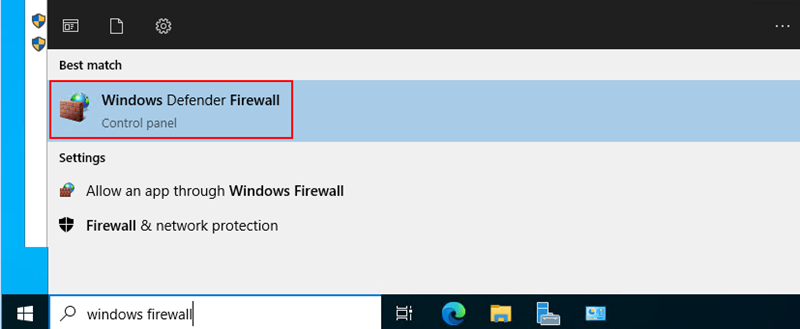 ...
Best match
Windows Defender Firewall
Control panel
Settings
Allow an app through Windows Firewall
Firewall & network protection
windows firewall